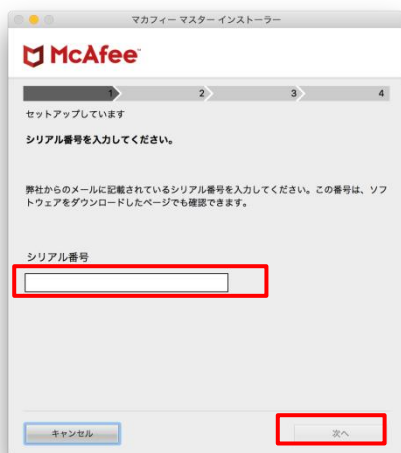 マカフィー マスター インストーラー
McAfee™
1 2 3 4
セットアップしています
シリアル番号を入力してください。
弊社からのメールに記載されているシリアル番号を入力してください。この番号は、ソフ
トウェアをダウンロードしたページでも確認できます。
シリアル番号
キャンセル 次へ